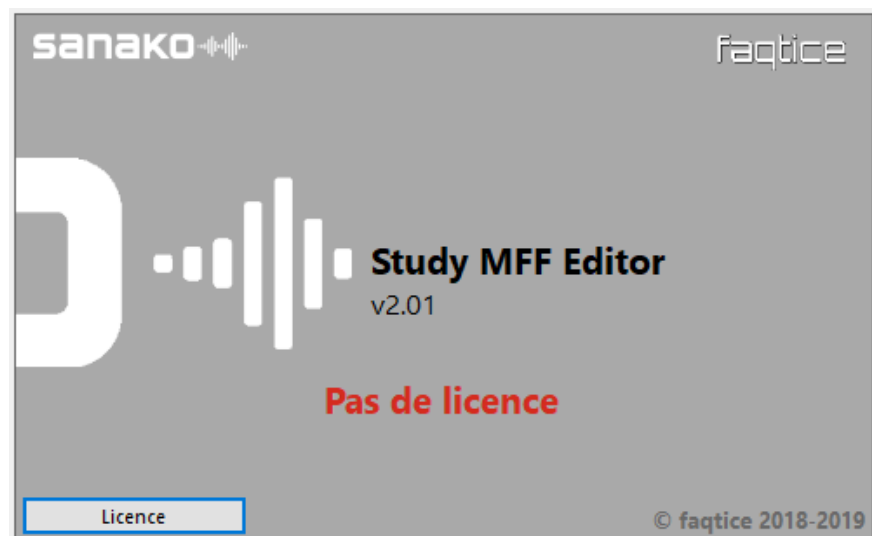 sanako
faqtice
Study MFF Editor
v2.01
Pas de licence
Licence
© faqtice 2018-2019